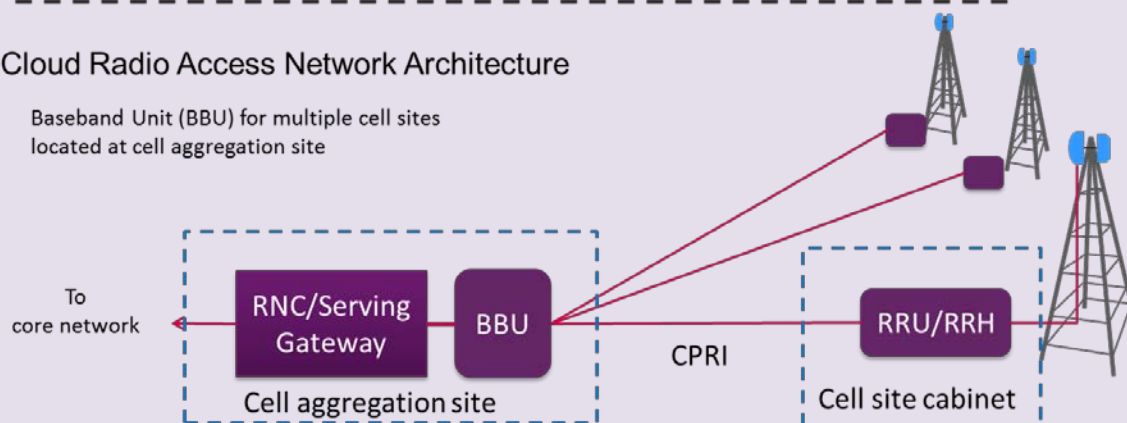 Cloud Radio Access Network Architecture
Baseband Unit (BBU) for multiple cell sites
located at cell aggregation site
To
core network
RNC/Serving
Gateway
BBU
CPRI
RRU/RRH
Cell aggregation site
Cell site cabinet